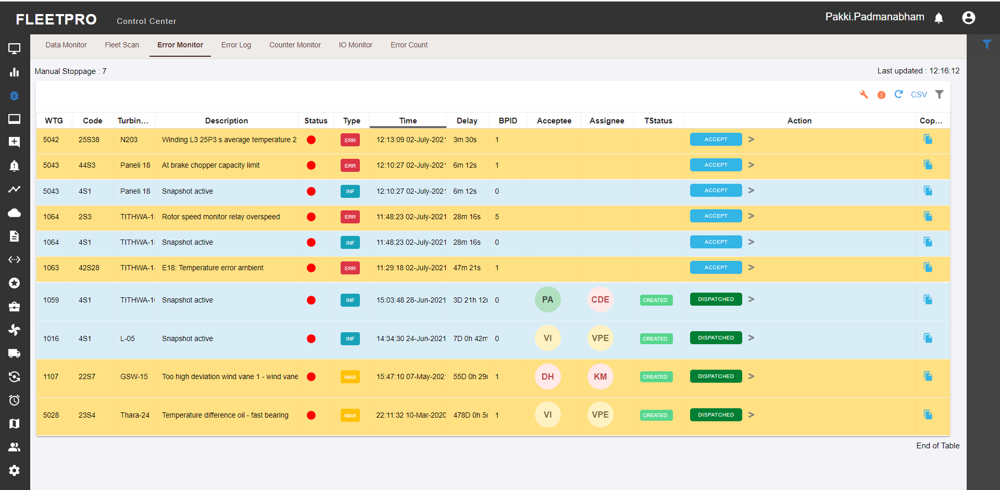 FLEETPRO Control Center Pakki.Padmanabham
Data Monitor Fleet Scan Error Monitor Error Log Counter Monitor IO Monitor Error Count
Manual Stoppage : 7 Last updated : 12:16:12
CSV
WTG Code Turbin... Description Status Type Time Delay BPID Acceptee Assignee TStatus Action Cop...
5042 25S38 N203 Winding L3 25P3 s average temperature 2 ERR 12:13:09 02-July-2021 3m 30s 1 ACCEPT >
5043 44S3 Paneli 18 At brake chopper capacity limit ERR 12:10:27 02-July-2021 6m 12s 1 ACCEPT >
5043 4S1 Paneli 18 Snapshot active INF 12:10:27 02-July-2021 6m 12s 0 ACCEPT >
1064 2S3 TITHWA-15 Rotor speed monitor relay overspeed ERR 11:48:23 02-July-2021 28m 16s 5 ACCEPT >
1064 4S1 TITHWA-15 Snapshot active INF 11:48:23 02-July-2021 28m 16s 0 ACCEPT >
1063 42S28 TITHWA-14 E18: Temperature error ambient ERR 11:29:18 02-July-2021 47m 21s 1 ACCEPT >
1059 4S1 TITHWA-10 Snapshot active INF 15:03:48 28-Jun-2021 3D 21h 12m 0 PA CDE CREATED DISPATCHED >
1016 4S1 L-05 Snapshot active INF 14:34:30 24-Jun-2021 7D 0h 42m 0 VI VPE CREATED DISPATCHED >
1107 22S7 GSW-15 Too high deviation wind vane 1 - wind vane WAR 15:47:10 07-May-2021 55D 0h 29m 1 DH KM CREATED DISPATCHED >
5028 23S4 Thara-24 Temperature difference oil - fast bearing WAR 22:11:32 10-Mar-2020 478D 0h 5m 1 VI VPE CREATED DISPATCHED >
End of Table